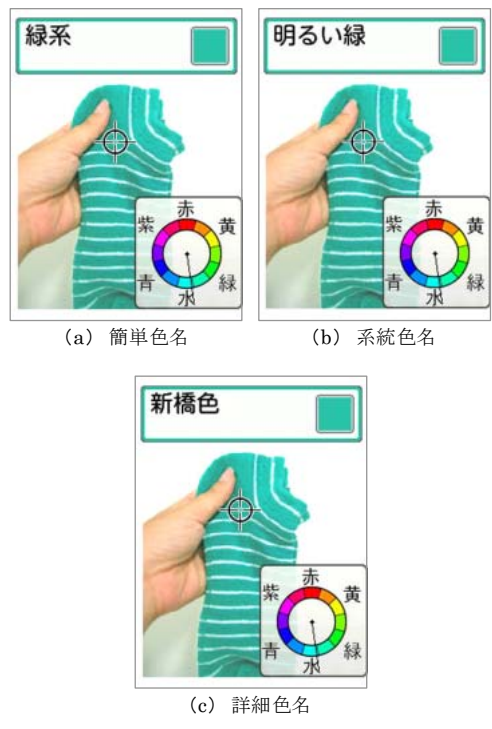 緑系
赤
紫 黄
青 緑
水
(a) 簡単色名
明るい緑
赤
紫 黄
青 緑
水
(b) 系統色名
新橋色
赤
紫 黄
青 緑
水
(c) 詳細色名